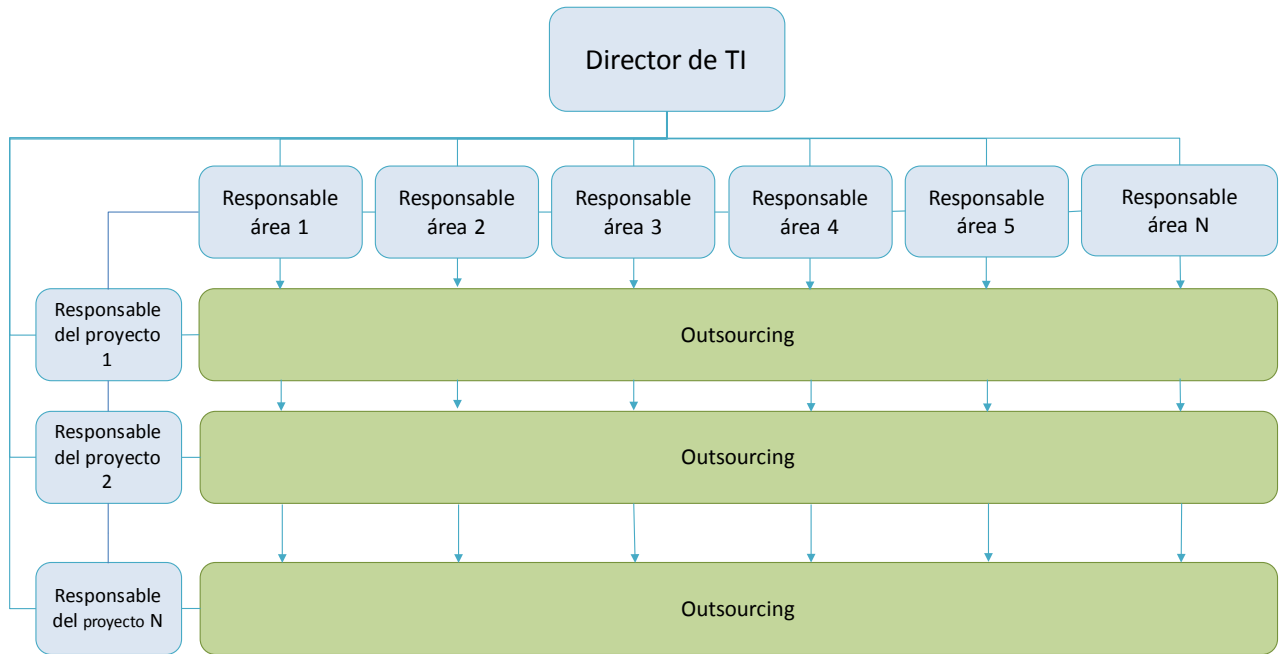 Director de TI
Responsable
área 1
Responsable
área 2
Responsable
área 3
Responsable
área 4
Responsable
área 5
Responsable
área N
Responsable
del proyecto
1
Outsourcing
Responsable
del proyecto
2
Outsourcing
Responsable
del proyecto N
Outsourcing